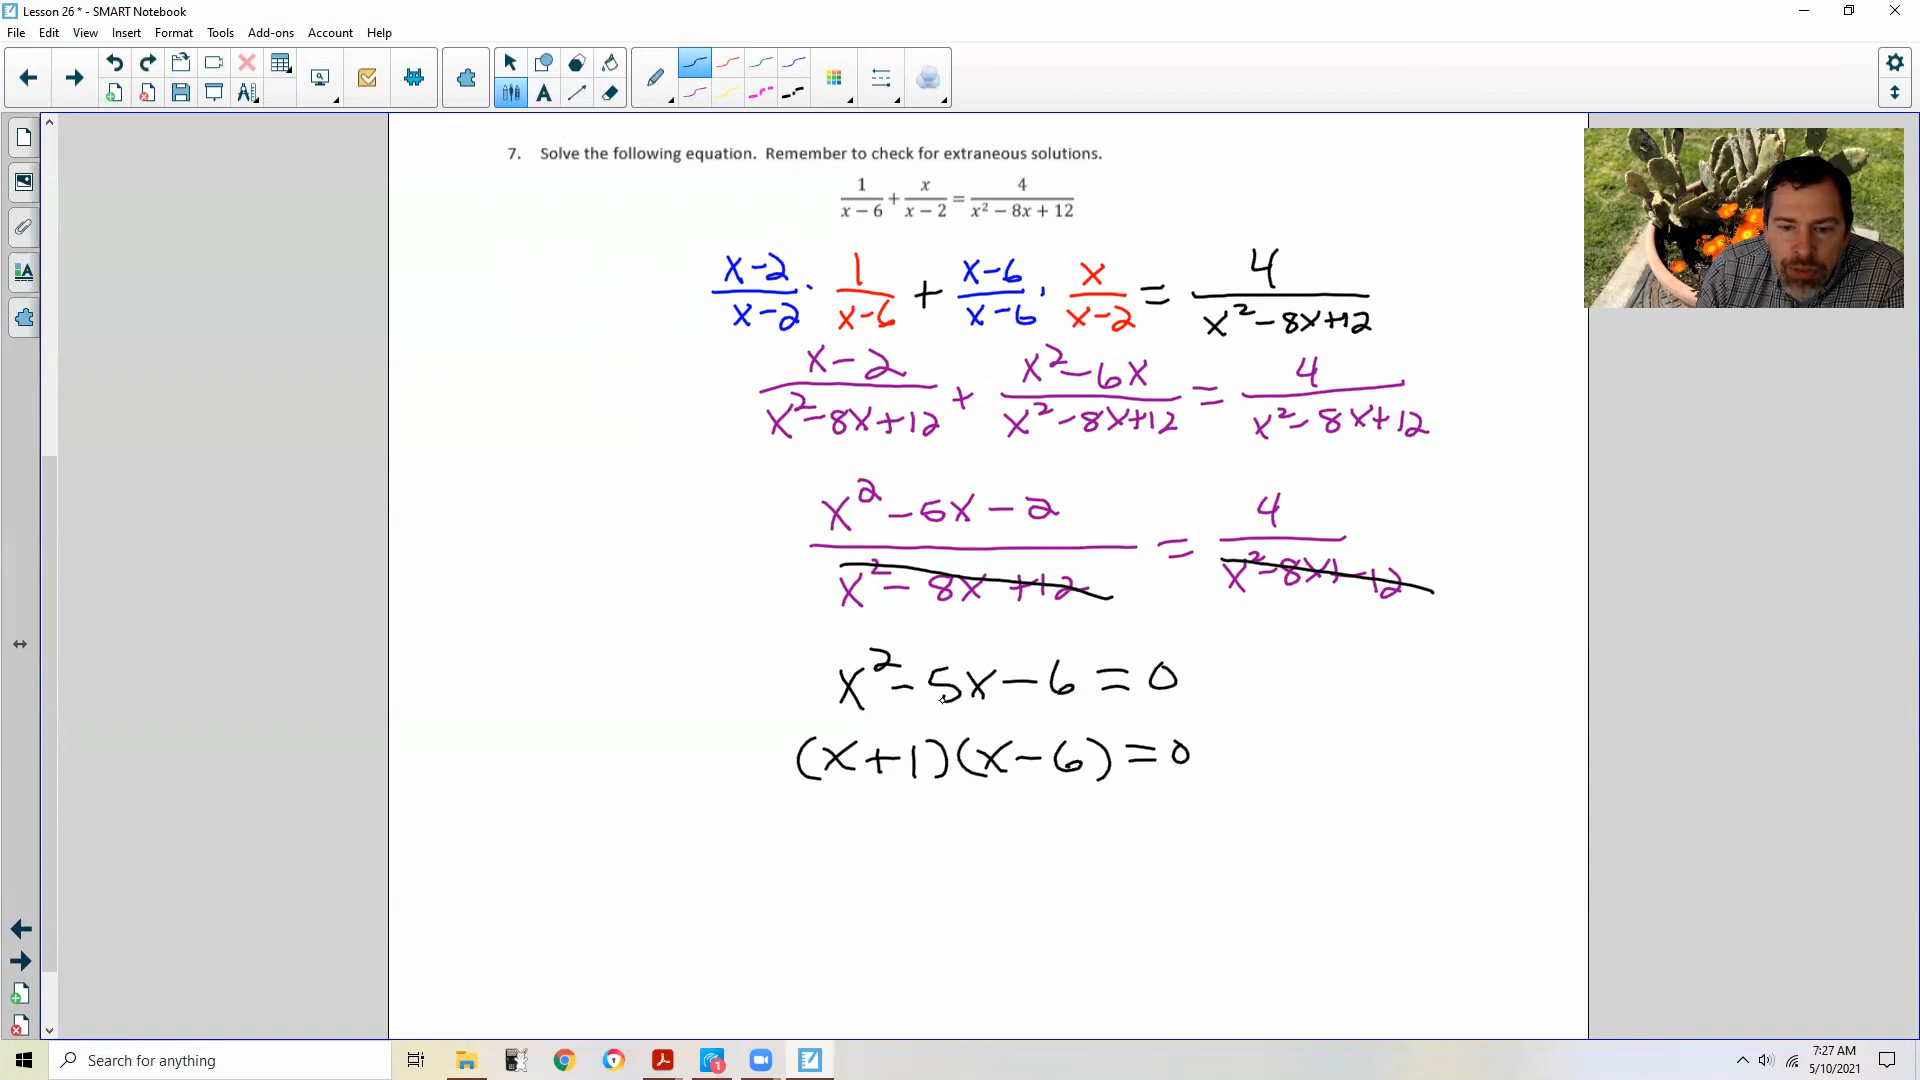 Lesson 26 * - SMART Notebook
File Edit View Insert Format Tools Add-ons Account Help
7. Solve the following equation. Remember to check for extraneous solutions.
1/(x − 6) + x/(x − 2) = 4/(x² − 8x + 12)
(x-2)/(x-2) · 1/(x-6) + (x-6)/(x-6) · x/(x-2) = 4/(x²-8x+12)
(x-2)/(x²-8x+12) + (x²-6x)/(x²-8x+12) = 4/(x²-8x+12)
(x²-5x-2)/(x²-8x+12) = 4/(x²-8x+12)
x²-5x-6=0
(x+1)(x-6)=0
Search for anything
1
7:27 AM
5/10/2021